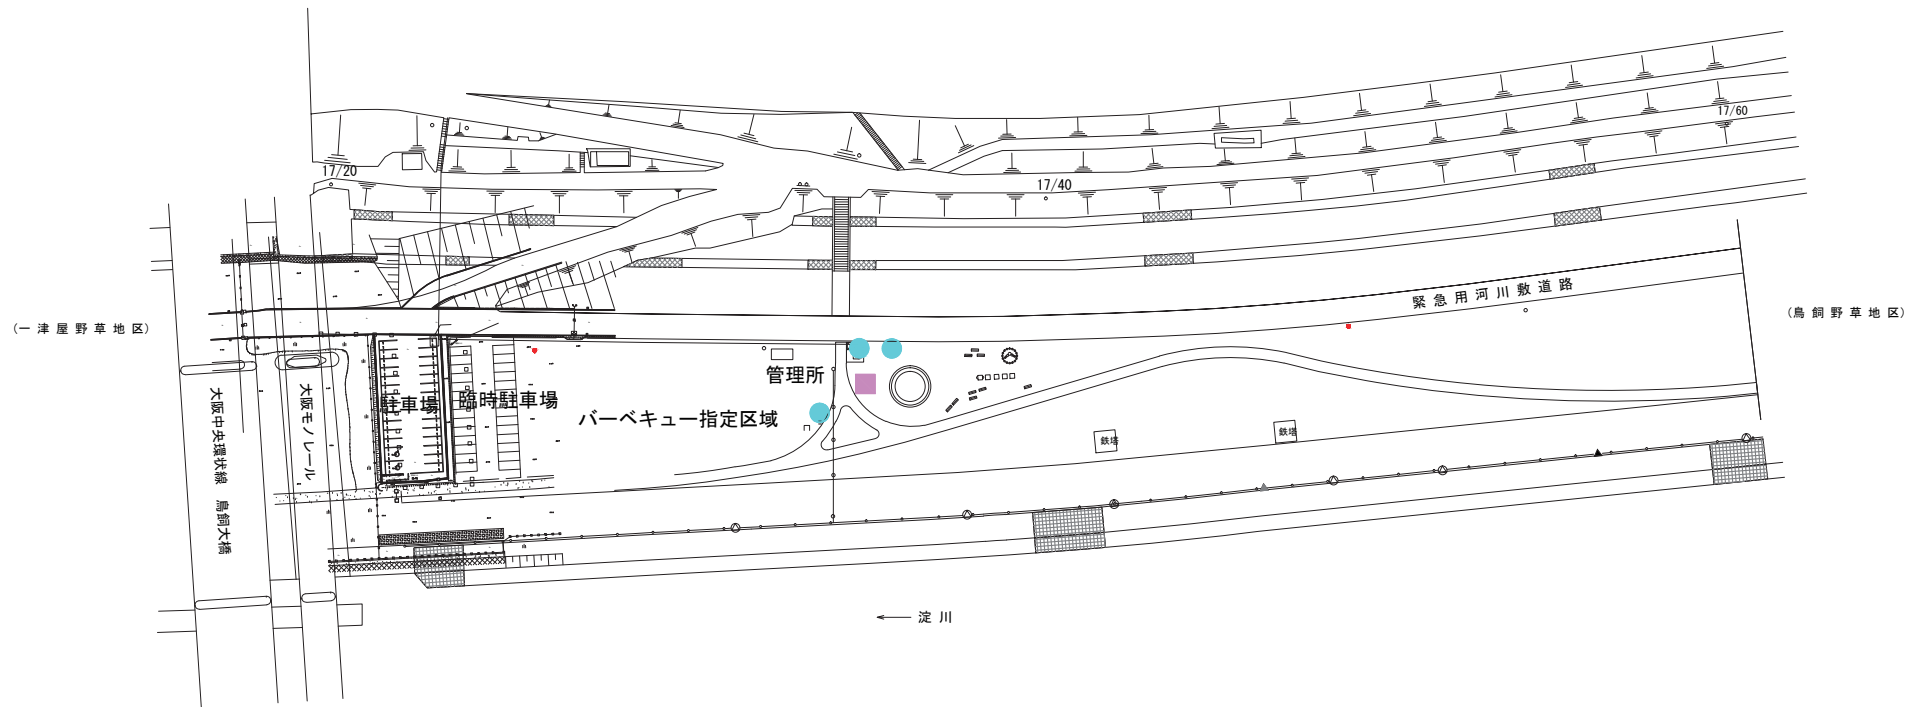 17/60
17/20
17/40
緊急用河川敷道路
(一津屋野草地区)
(鳥飼野草地区)
管理所
大阪中央環状線 鳥飼大橋
大阪モノレール
駐車場
臨時駐車場
バーベキュー指定区域
鉄塔
鉄塔
← 淀川